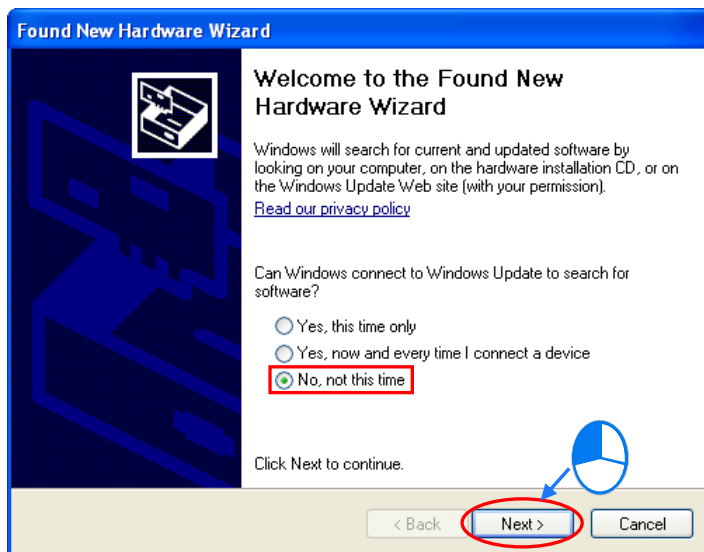 Found New Hardware Wizard
Welcome to the Found New
Hardware Wizard
Windows will search for current and updated software by
looking on your computer, on the hardware installation CD, or on
the Windows Update Web site (with your permission).
Read our privacy policy
Can Windows connect to Windows Update to search for
software?
Yes, this time only
Yes, now and every time I connect a device
No, not this time
Click Next to continue.
< Back Next > Cancel